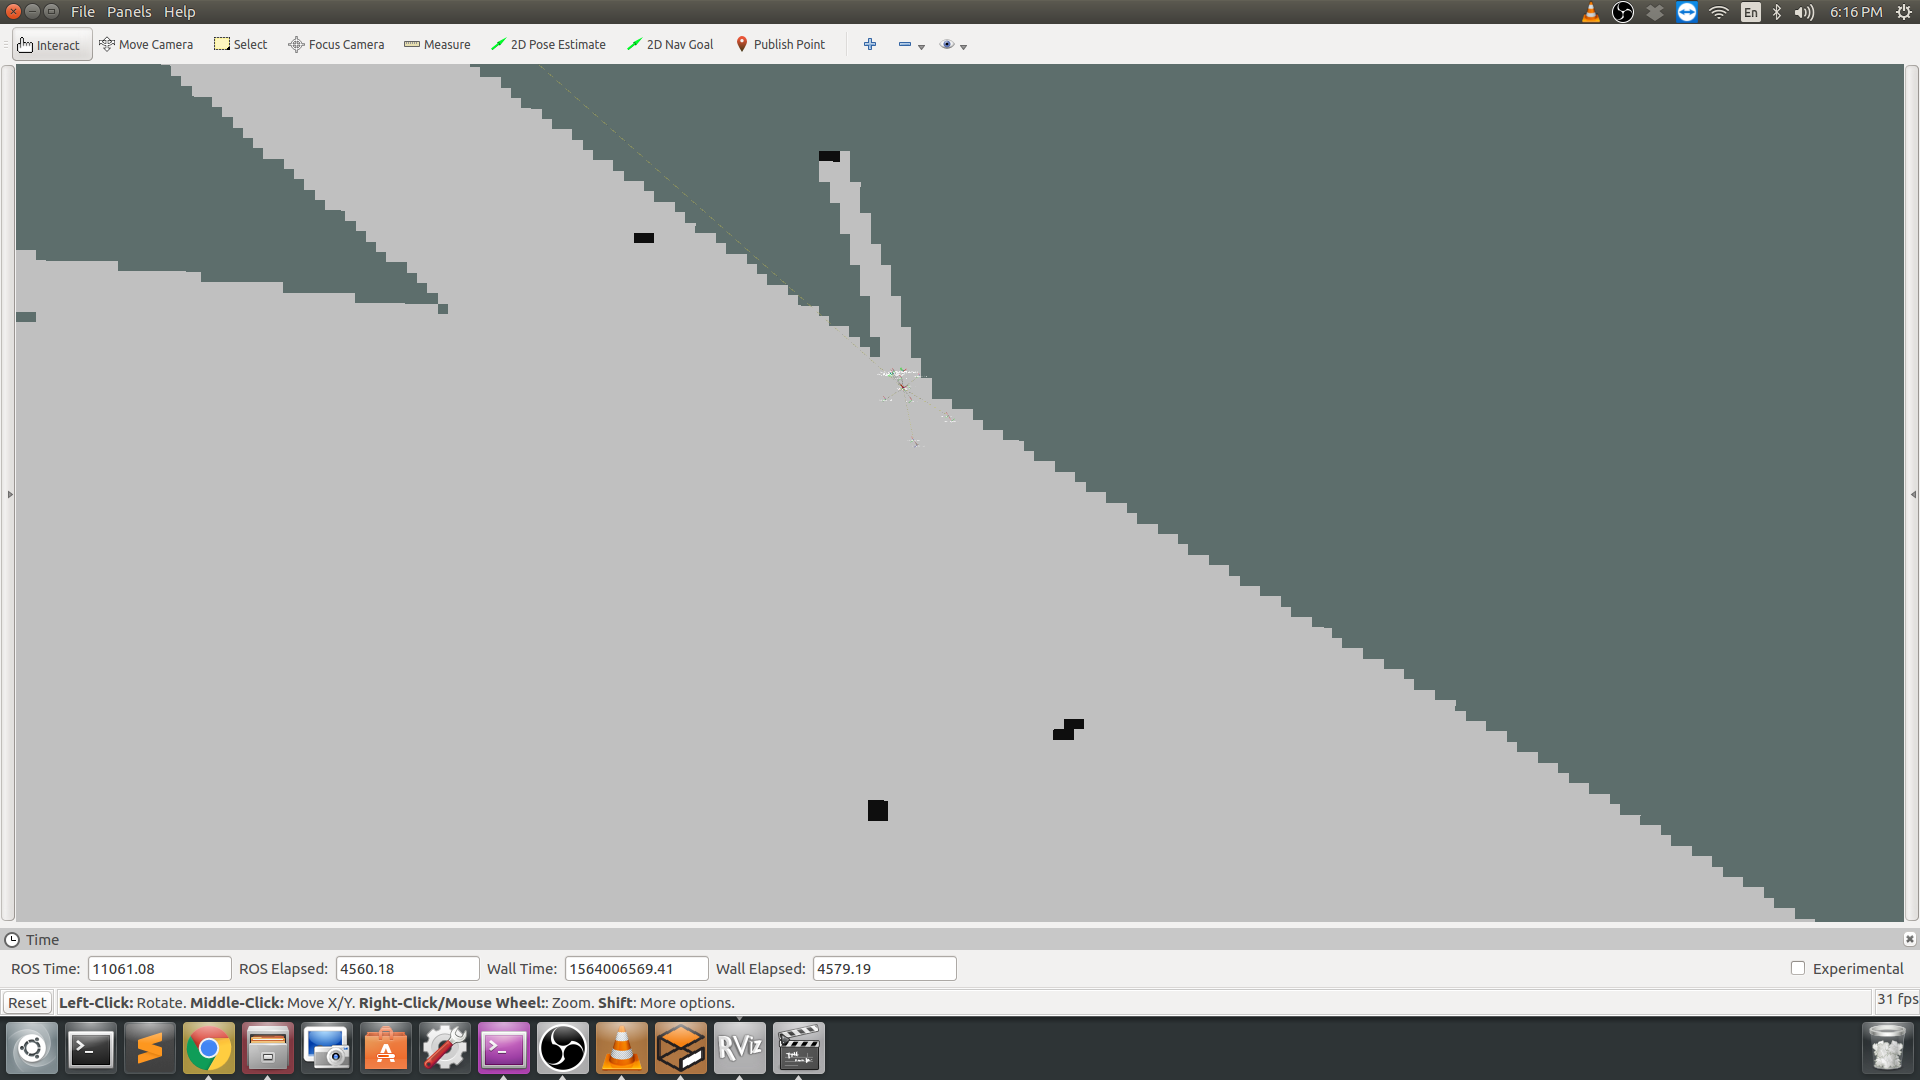 File Panels Help
En 6:16 PM
Interact Move Camera Select Focus Camera Measure 2D Pose Estimate 2D Nav Goal Publish Point
Time
ROS Time: 11061.08 ROS Elapsed: 4560.18 Wall Time: 1564006569.41 Wall Elapsed: 4579.19 Experimental
Reset Left-Click: Rotate. Middle-Click: Move X/Y. Right-Click/Mouse Wheel:: Zoom. Shift: More options. 31 fps
RViz